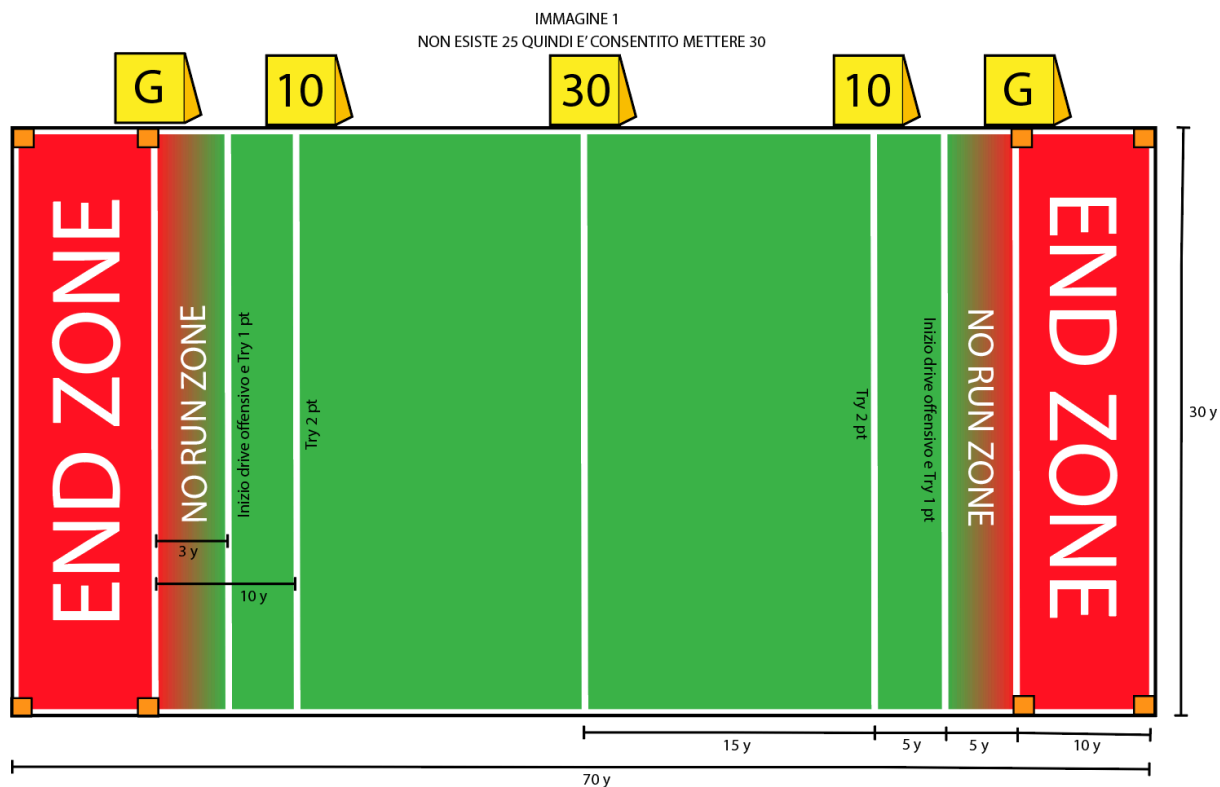 IMMAGINE 1
NON ESISTE 25 QUINDI E' CONSENTITO METTERE 30
G
10
30
10
G
END ZONE
NO RUN ZONE
Inizio drive offensivo e Try 1 pt
Try 2 pt
Try 2 pt
Inizio drive offensivo e Try 1 pt
NO RUN ZONE
END ZONE
30 y
3 y
10 y
15 y
5 y
5 y
10 y
70 y